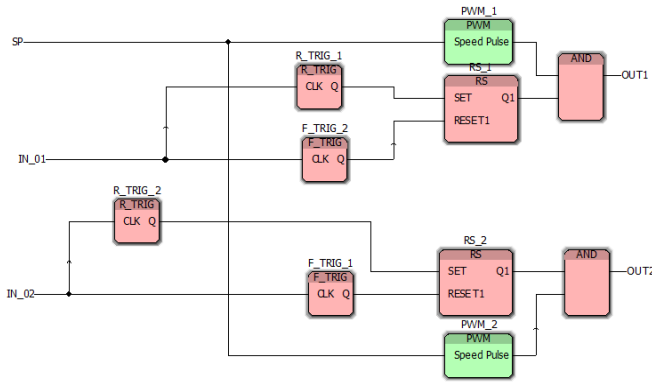 PWM_1
PWM
SP
Speed Pulse
R_TRIG_1
R_TRIG
CLK Q
RS_1
RS
SET Q1
RESET1
AND
OUT1
F_TRIG_2
F_TRIG
CLK Q
IN_01
R_TRIG_2
R_TRIG
CLK Q
RS_2
RS
SET Q1
RESET1
AND
OUT2
F_TRIG_1
F_TRIG
CLK Q
IN_02
PWM_2
PWM
Speed Pulse